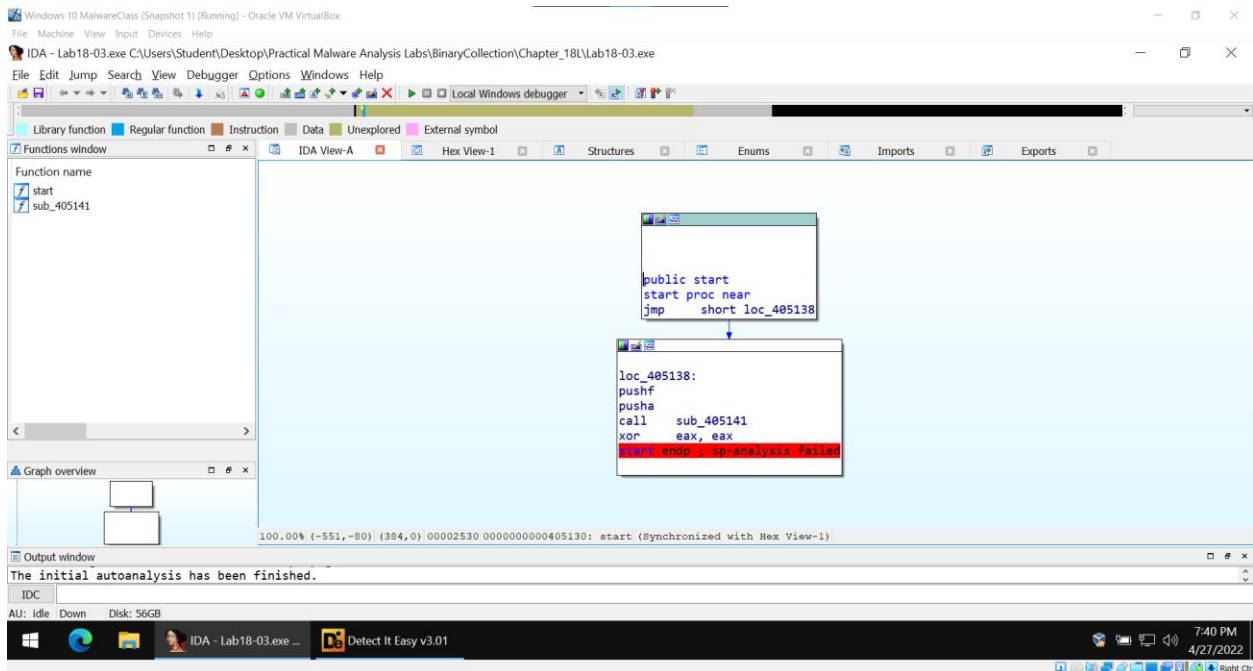 Windows 10 MalwareClass (Snapshot 1) [Running] - Oracle VM VirtualBox
File Machine View Input Devices Help
IDA - Lab18-03.exe C:\Users\Student\Desktop\Practical Malware Analysis Labs\BinaryCollection\Chapter_18L\Lab18-03.exe
File Edit Jump Search View Debugger Options Windows Help
Local Windows debugger
Library function Regular function Instruction Data Unexplored External symbol
Functions window
IDA View-A Hex View-1 Structures Enums Imports Exports
Function name
start
sub_405141
public start
start proc near
jmp short loc_405138
loc_405138:
pushf
pusha
call sub_405141
xor eax, eax
start endp ; sp-analysis failed
Graph overview
100.00% (-551,-80) (384,0) 00002530 0000000000405130: start (Synchronized with Hex View-1)
Output window
The initial autoanalysis has been finished.
IDC
AU: idle Down Disk: 56GB
IDA - Lab18-03.exe ... Detect It Easy v3.01
7:40 PM
4/27/2022
Right Ctrl